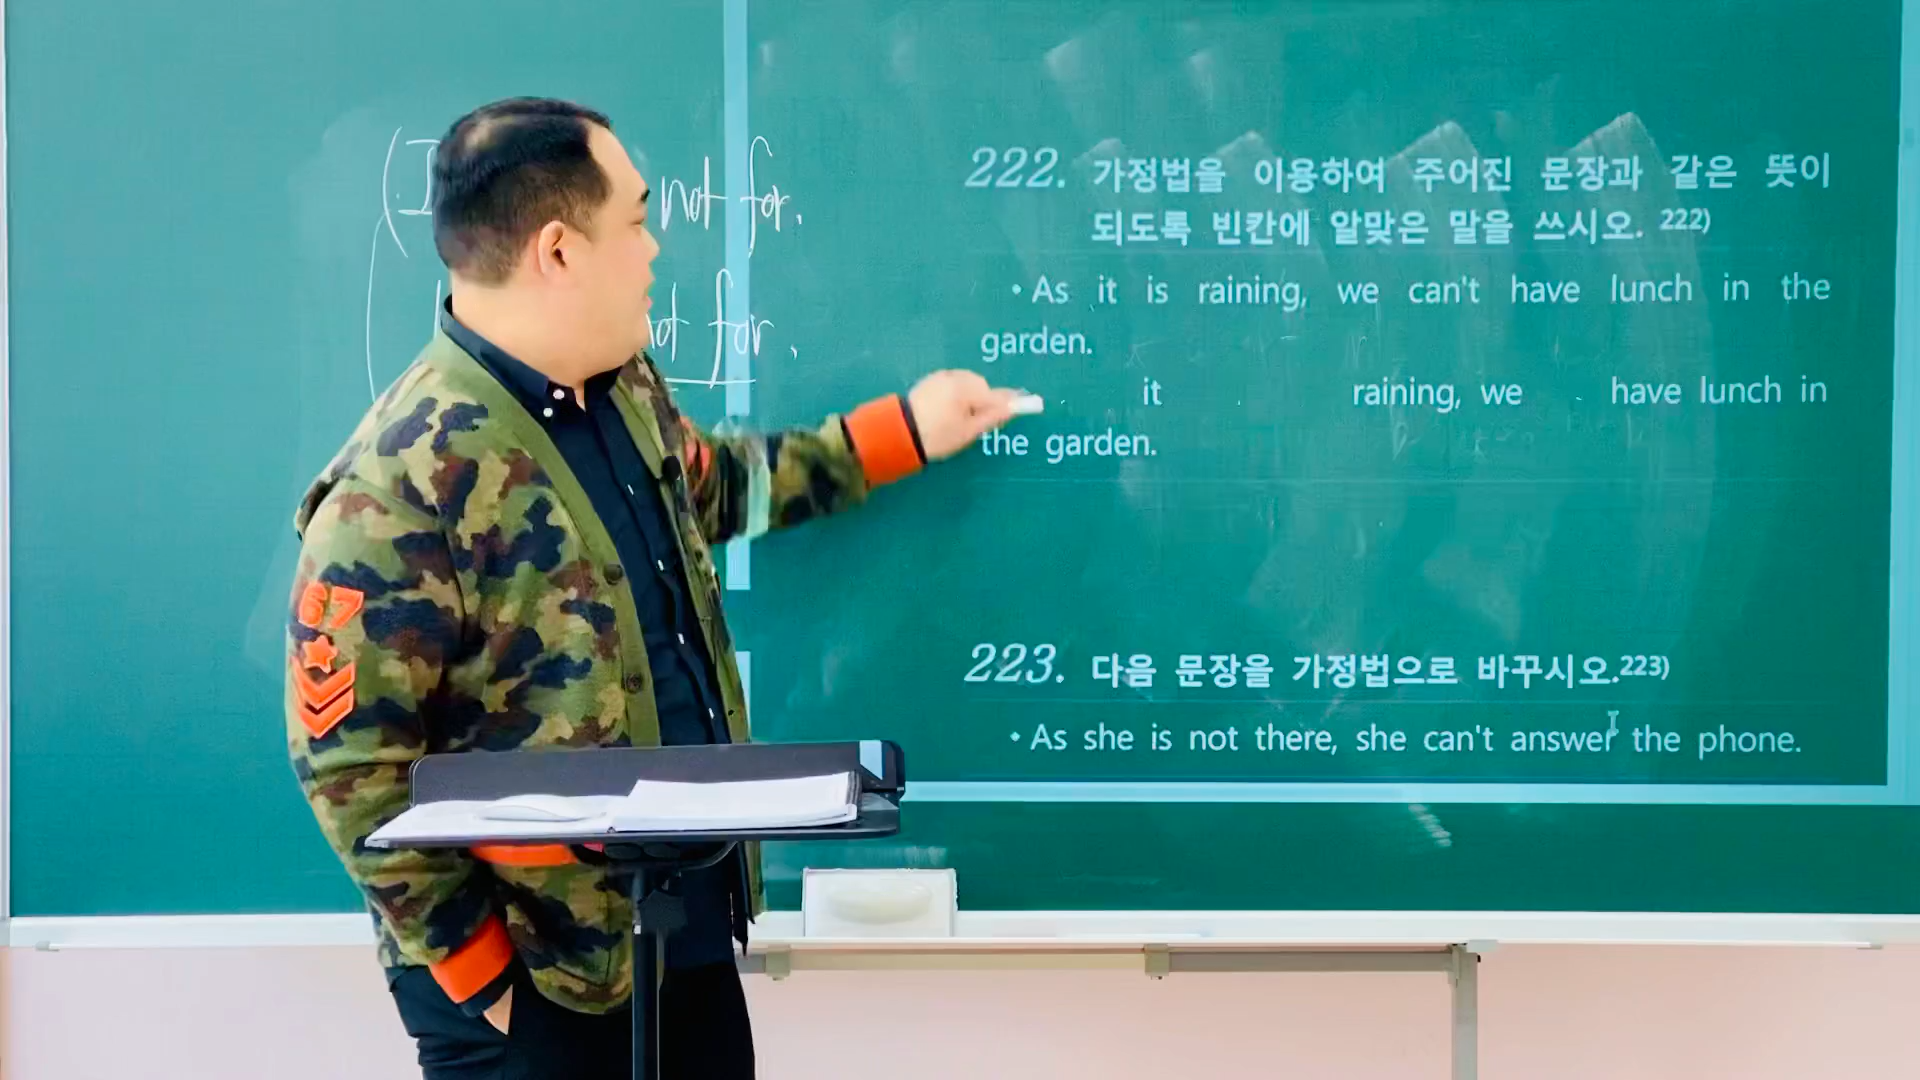 not for.
for.
222. 가정법을 이용하여 주어진 문장과 같은 뜻이
되도록 빈칸에 알맞은 말을 쓰시오. 222)
• As it is raining, we can't have lunch in the
garden.
it raining, we have lunch in
the garden.
223. 다음 문장을 가정법으로 바꾸시오.223)
• As she is not there, she can't answer the phone.
67